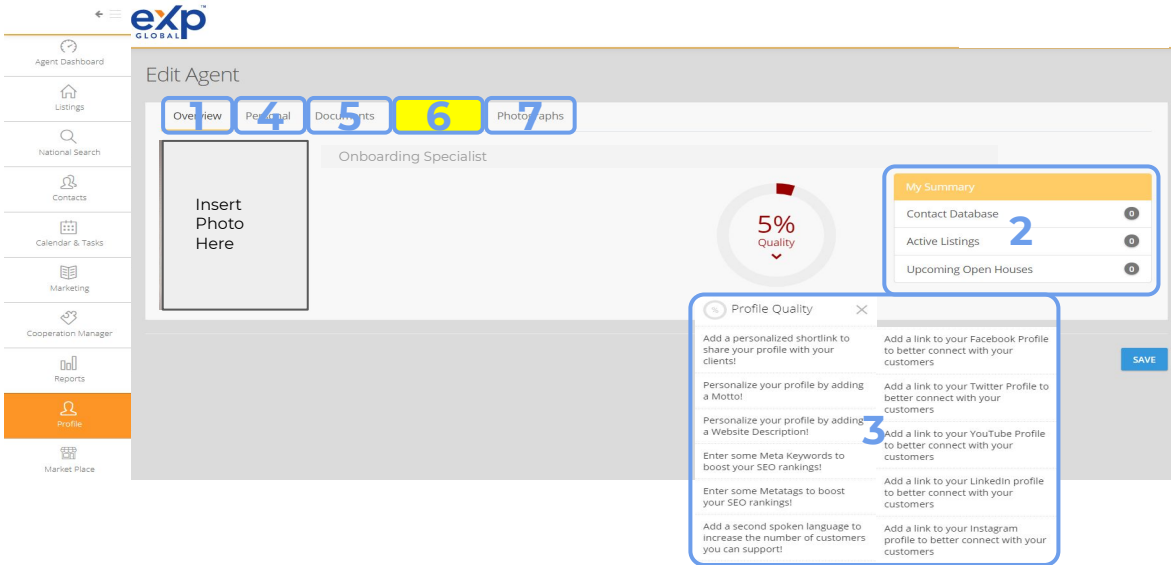 eXp
GLOBAL
Agent Dashboard
Listings
National Search
Contacts
Calendar & Tasks
Marketing
Cooperation Manager
Reports
Profile
Market Place
Edit Agent
Overview
Personal
Documents
Photographs
1
4
5
6
7
Insert
Photo
Here
Onboarding Specialist
5%
Quality
My Summary
Contact Database 0
Active Listings 0
Upcoming Open Houses 0
2
SAVE
% Profile Quality
Add a personalized shortlink to
share your profile with your
clients!
Personalize your profile by adding
a Motto!
Personalize your profile by adding
a Website Description!
Enter some Meta Keywords to
boost your SEO rankings!
Enter some Metatags to boost
your SEO rankings!
Add a second spoken language to
increase the number of customers
you can support!
3
Add a link to your Facebook Profile
to better connect with your
customers
Add a link to your Twitter Profile to
better connect with your
customers
Add a link to your YouTube Profile
to better connect with your
customers
Add a link to your LinkedIn profile
to better connect with your
customers
Add a link to your Instagram
profile to better connect with your
customers